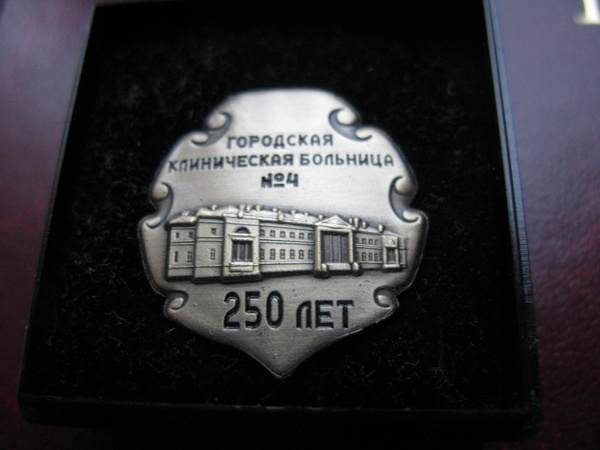 ГОРОДСКАЯ
КЛИНИЧЕСКАЯ БОЛЬНИЦА
№4
250 ЛЕТ